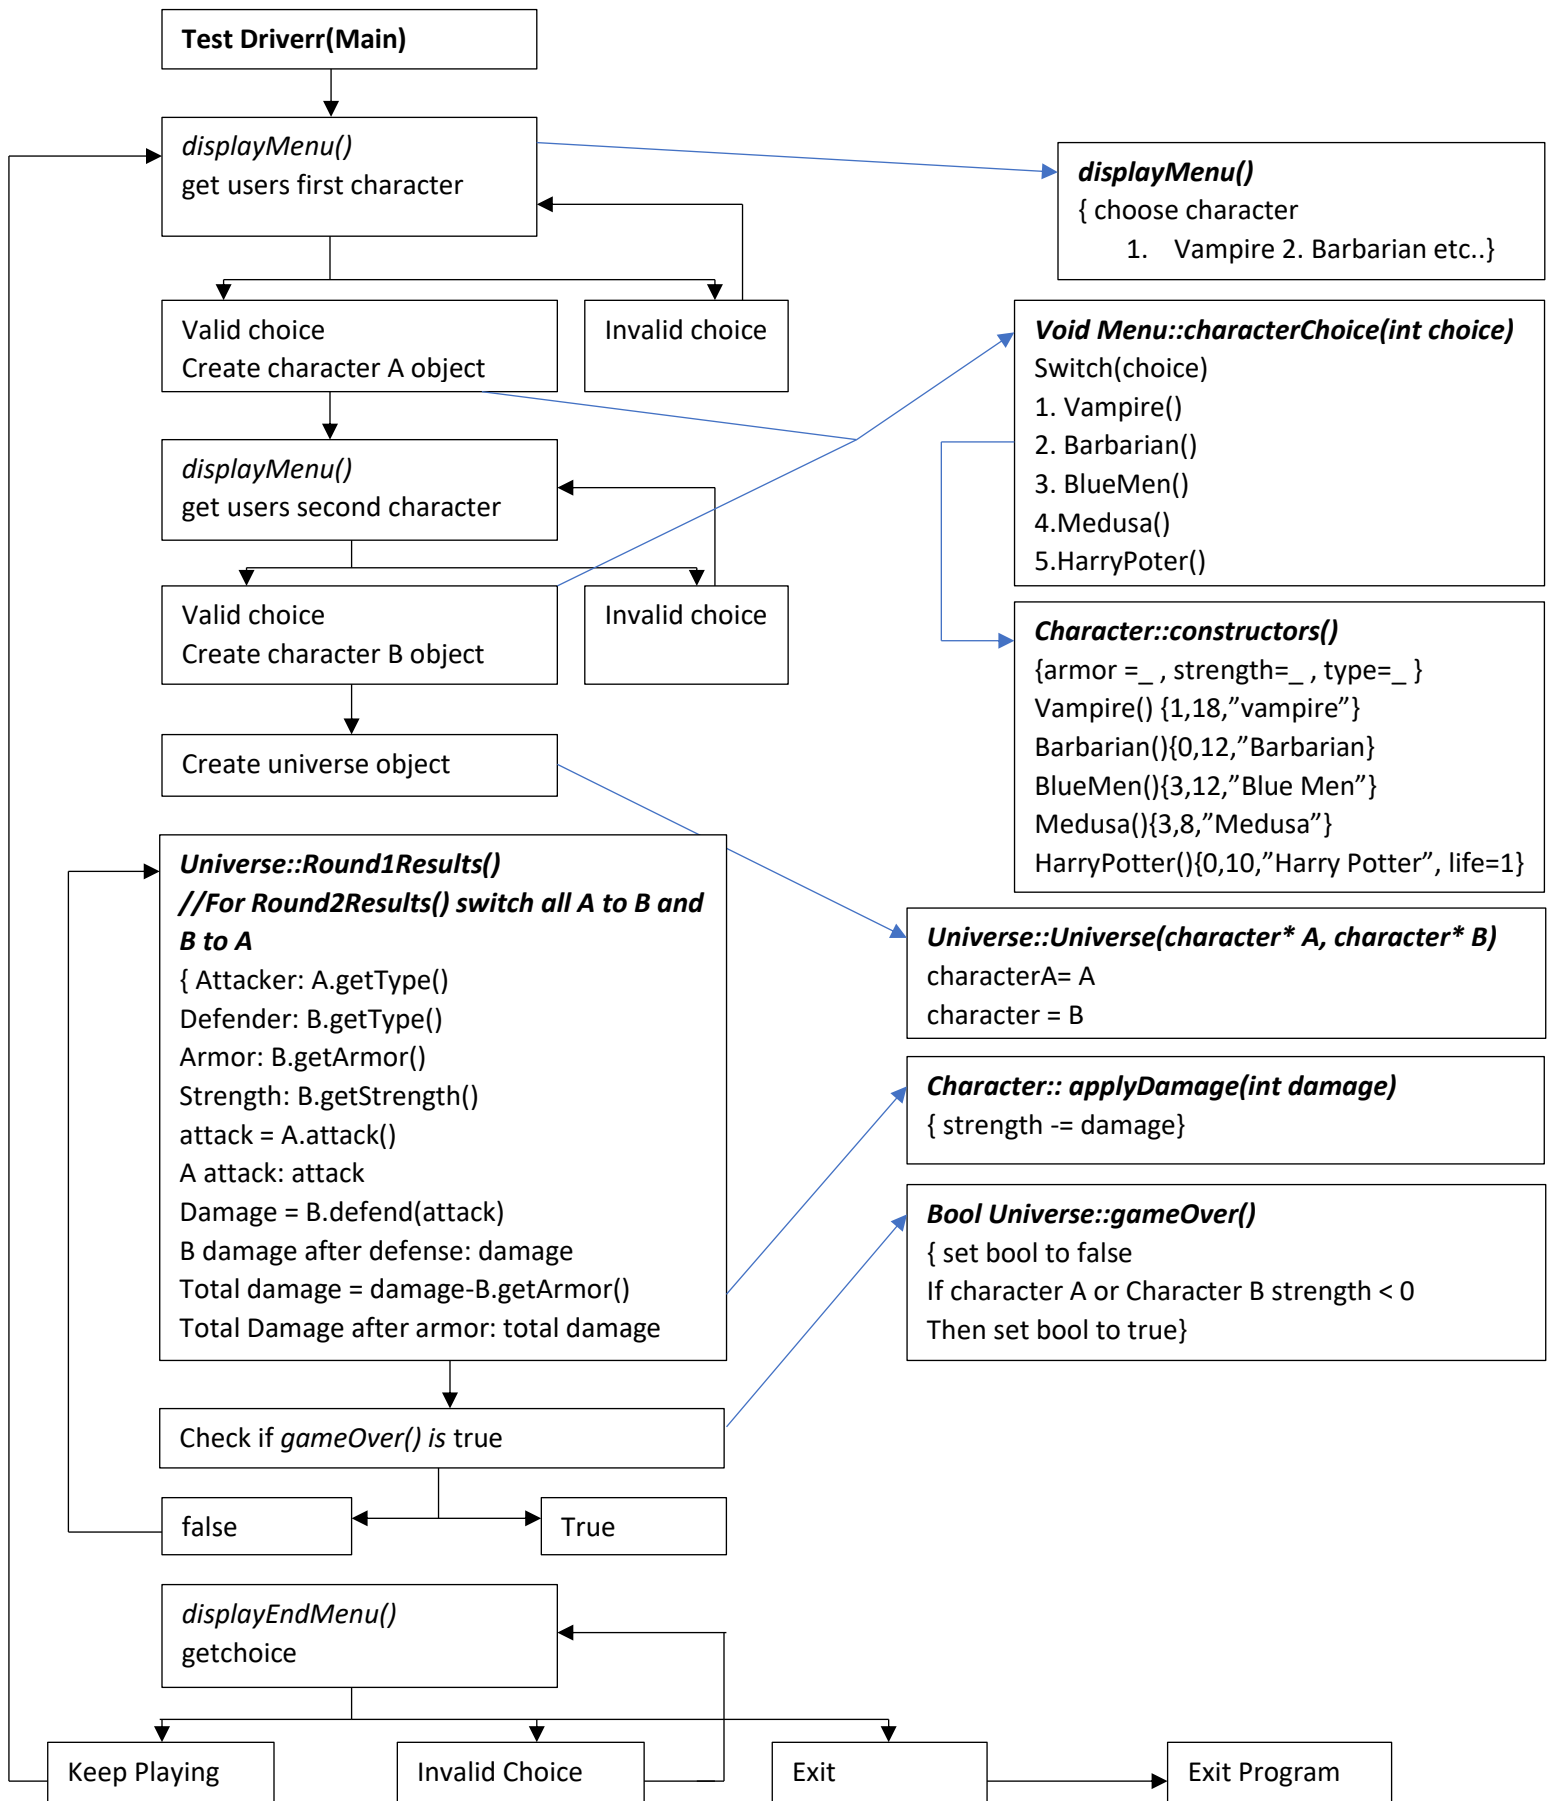 Test Driverr(Main)
displayMenu()
get users first character
displayMenu()
{ choose character
1. Vampire 2. Barbarian etc..}
Valid choice
Create character A object
Invalid choice
Void Menu::characterChoice(int choice)
Switch(choice)
1. Vampire()
2. Barbarian()
3. BlueMen()
4.Medusa()
5.HarryPoter()
displayMenu()
get users second character
Valid choice
Create character B object
Invalid choice
Character::constructors()
{armor =_ , strength=_ , type=_ }
Vampire() {1,18,”vampire”}
Barbarian(){0,12,”Barbarian}
BlueMen(){3,12,”Blue Men”}
Medusa(){3,8,”Medusa”}
HarryPotter(){0,10,”Harry Potter”, life=1}
Create universe object
Universe::Round1Results()
//For Round2Results() switch all A to B and
B to A
{ Attacker: A.getType()
Defender: B.getType()
Armor: B.getArmor()
Strength: B.getStrength()
attack = A.attack()
A attack: attack
Damage = B.defend(attack)
B damage after defense: damage
Total damage = damage-B.getArmor()
Total Damage after armor: total damage
Universe::Universe(character* A, character* B)
characterA= A
character = B
Character:: applyDamage(int damage)
{ strength -= damage}
Bool Universe::gameOver()
{ set bool to false
If character A or Character B strength < 0
Then set bool to true}
Check if gameOver() is true
false
True
displayEndMenu()
getchoice
Keep Playing
Invalid Choice
Exit
Exit Program